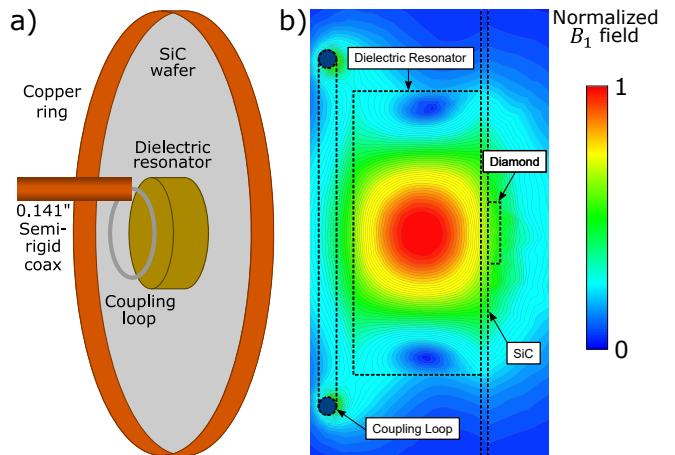 a)
SiC
wafer
Copper
ring
Dielectric
resonator
0.141"
Semi-
rigid
coax
Coupling
loop
b)
Dielectric Resonator
Diamond
SiC
Coupling Loop
Normalized
B₁ field
1
0